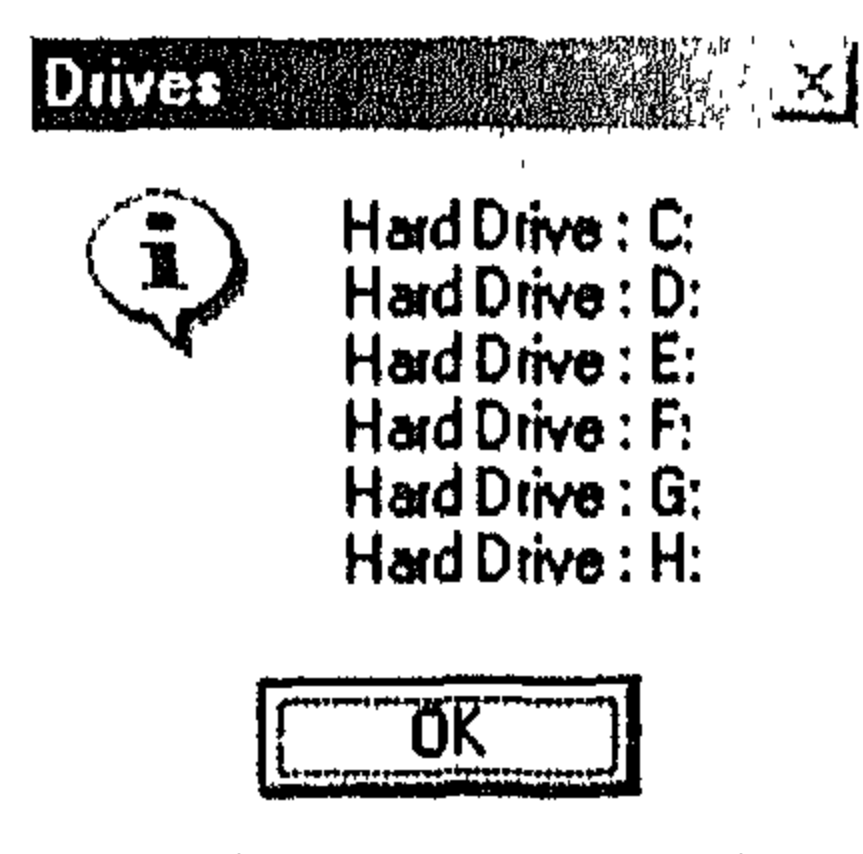 Drives
Hard Drive : C:
Hard Drive : D:
Hard Drive : E:
Hard Drive : F:
Hard Drive : G:
Hard Drive : H:
OK